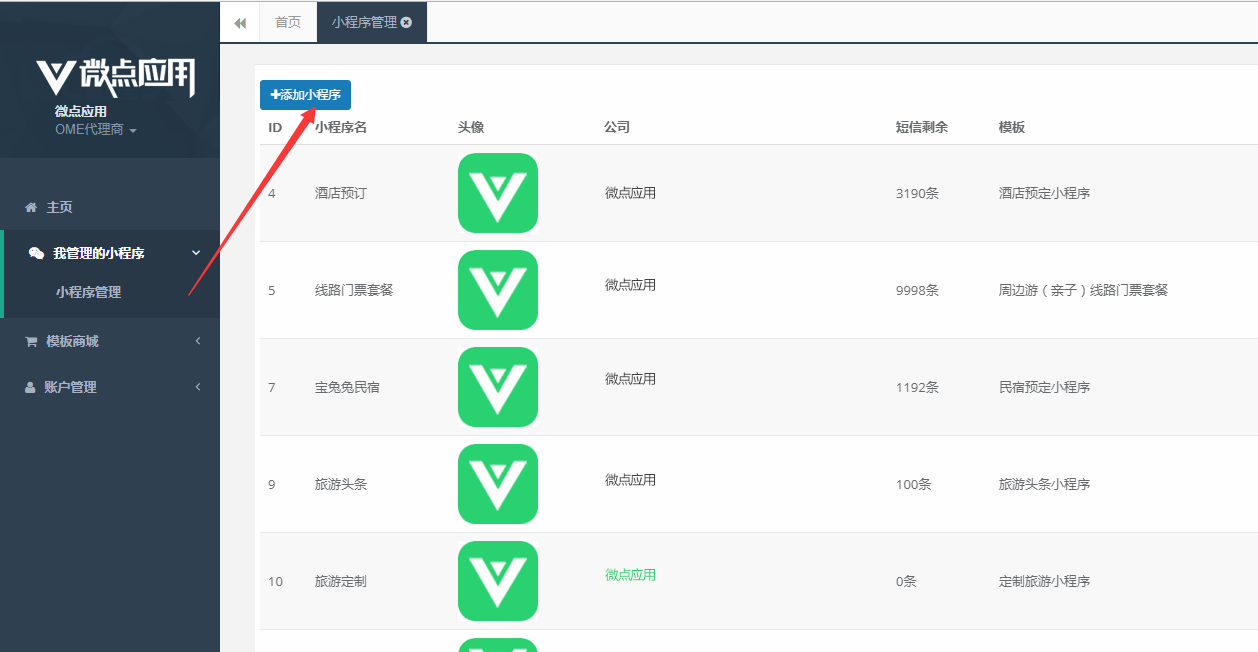 微点应用
微点应用
OME代理商
主页
我管理的小程序
小程序管理
模板商城
账户管理
首页 小程序管理
添加小程序
ID 小程序名 头像 公司 短信剩余 模板
4 酒店预订 微点应用 3190条 酒店预定小程序
5 线路门票套餐 微点应用 9998条 周边游（亲子）线路门票套餐
7 宝兔兔民宿 微点应用 1192条 民宿预定小程序
9 旅游头条 微点应用 100条 旅游头条小程序
10 旅游定制 微点应用 0条 定制旅游小程序